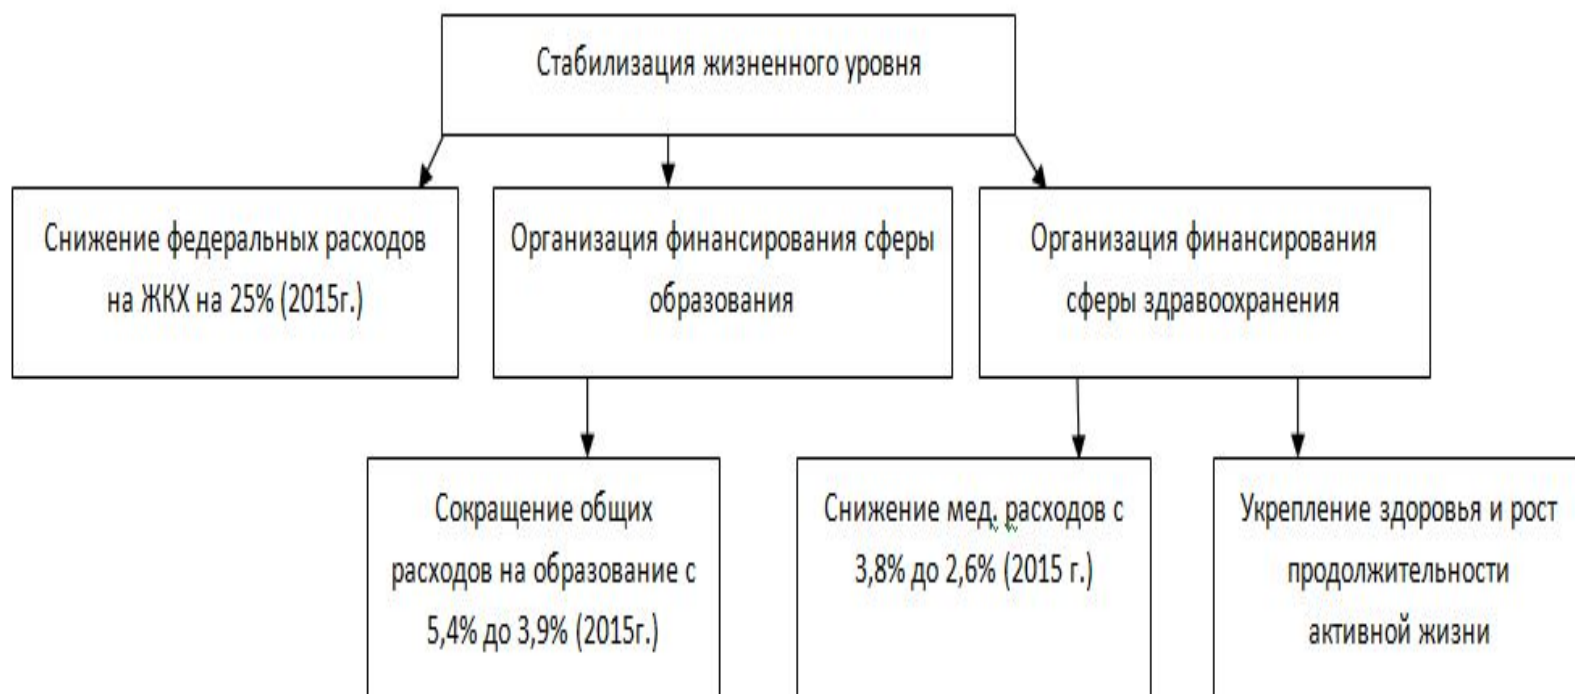 Стабилизация жизненного уровня
Снижение федеральных расходов
на ЖКХ на 25% (2015г.)
Организация финансирования сферы
образования
Организация финансирования
сферы здравоохранения
Сокращение общих
расходов на образование с
5,4% до 3,9% (2015г.)
Снижение мед. расходов с
3,8% до 2,6% (2015 г.)
Укрепление здоровья и рост
продолжительности
активной жизни